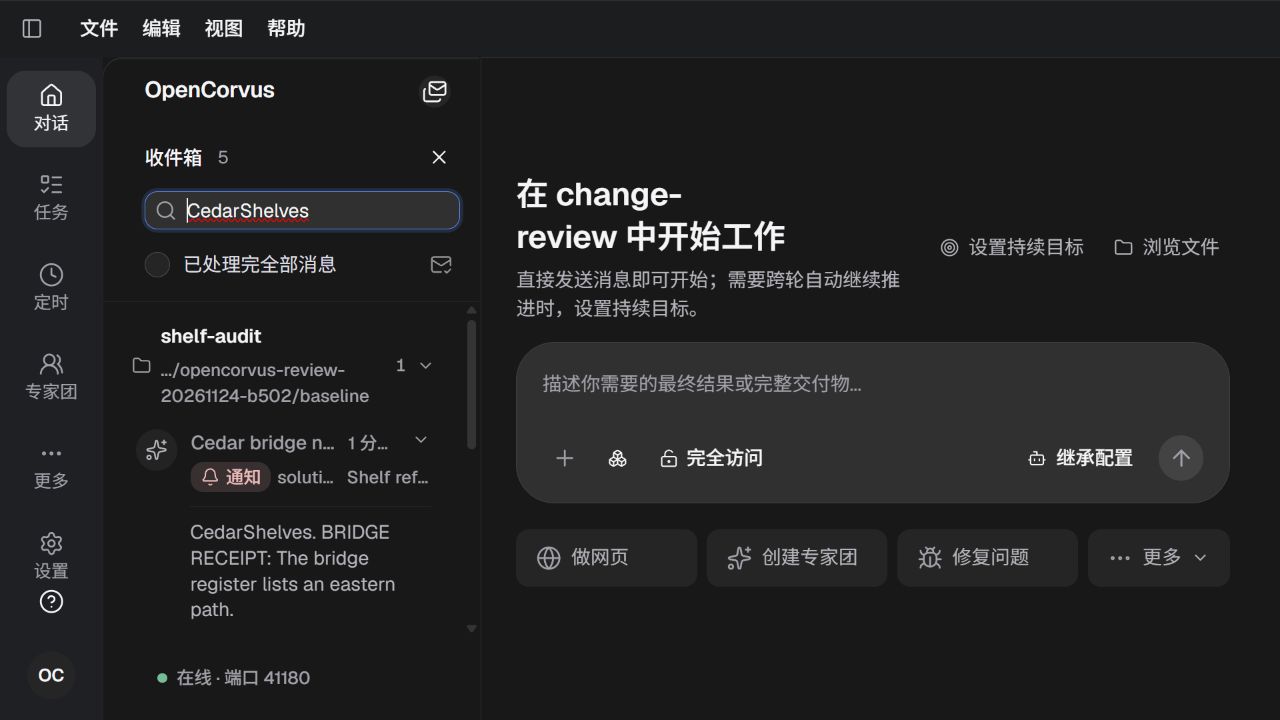 文件 编辑 视图 帮助
对话
任务
定时
专家团
更多
设置
OC
OpenCorvus
收件箱 5
CedarShelves
已处理完全部消息
shelf-audit
.../opencorvus-review-
20261124-b502/baseline
1
Cedar bridge n... 1 分...
通知 soluti... Shelf ref...
CedarShelves. BRIDGE
RECEIPT: The bridge
register lists an eastern
path.
在线 · 端口 41180
在 change-
review 中开始工作
直接发送消息即可开始；需要跨轮自动继续推
进时，设置持续目标。
设置持续目标 浏览文件
描述你需要的最终结果或完整交付物...
完全访问 继承配置
做网页 创建专家团 修复问题 更多